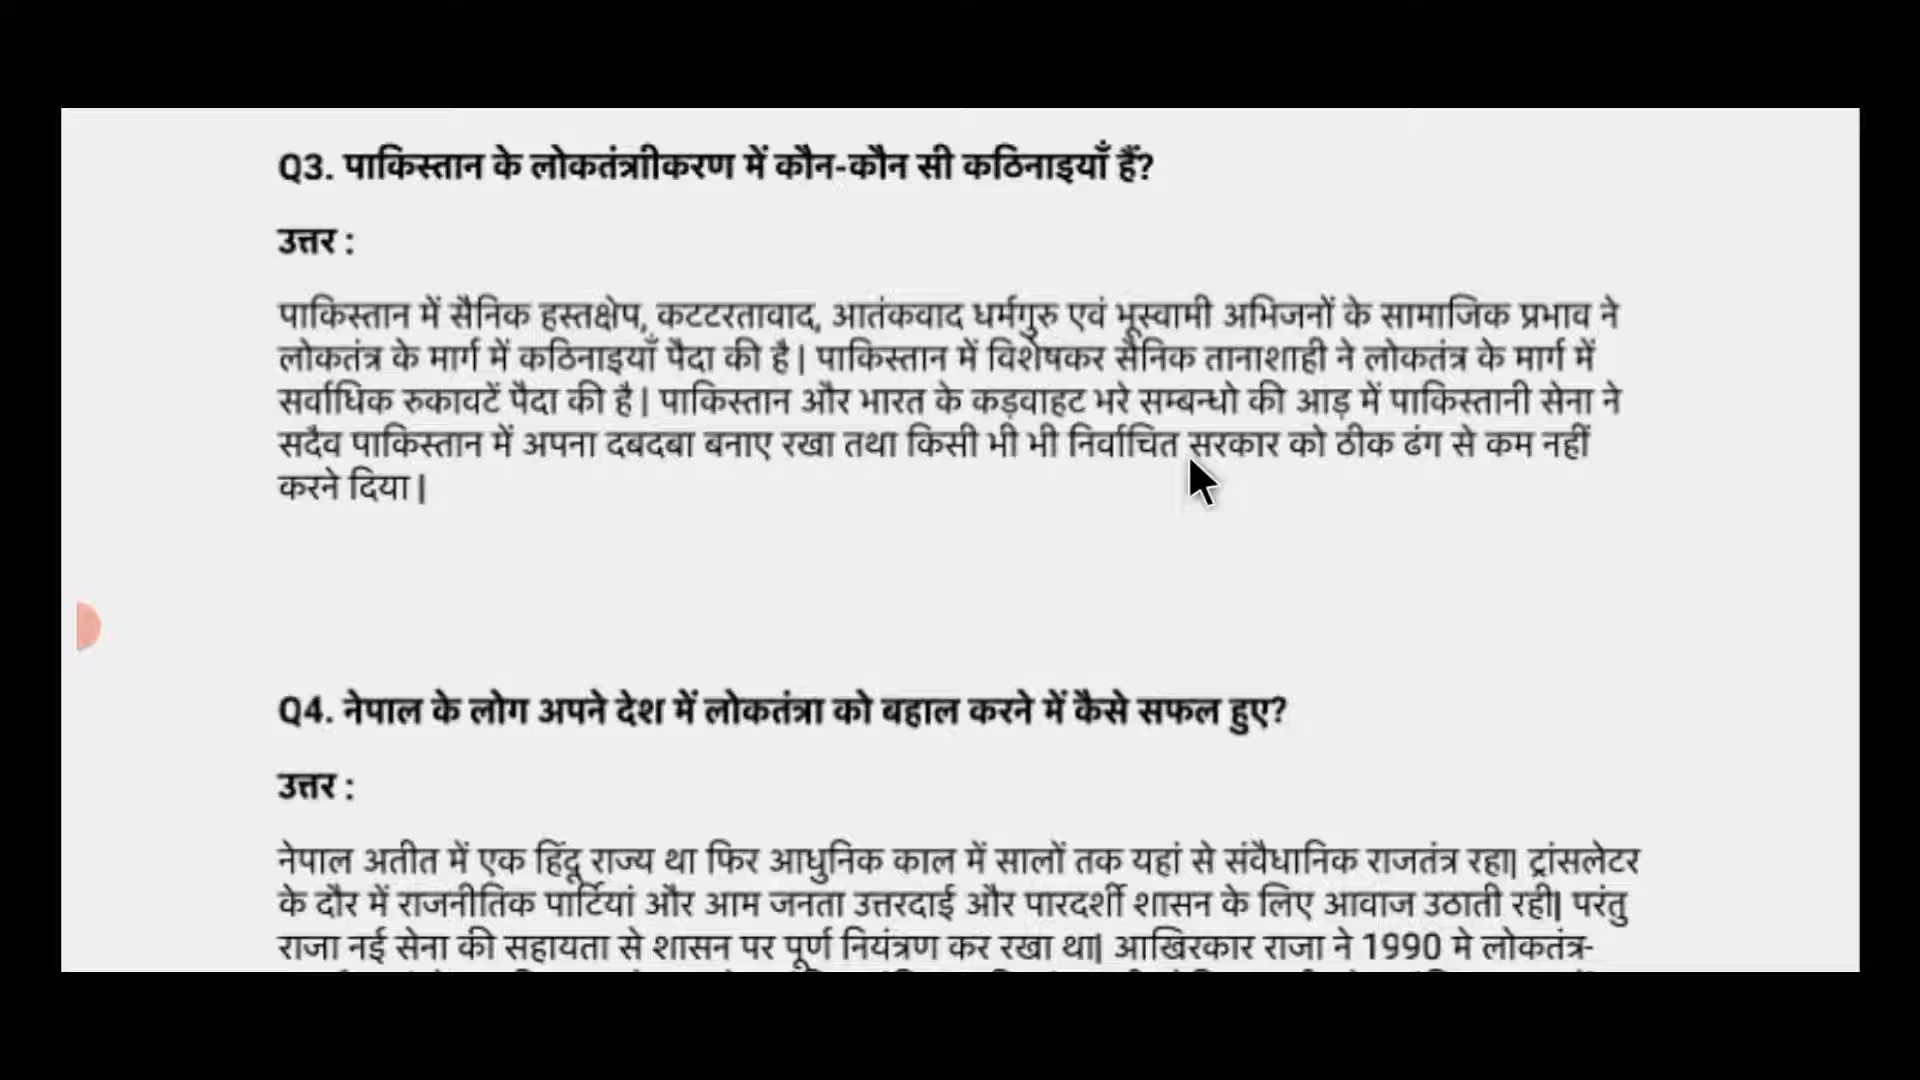 Q3. पाकिस्तान के लोकतंत्राीकरण में कौन-कौन सी कठिनाइयाँ हैं?
उत्तर :
पाकिस्तान में सैनिक हस्तक्षेप, कटटरतावाद, आतंकवाद धर्मगुरु एवं भूस्वामी अभिजनों के सामाजिक प्रभाव ने
लोकतंत्र के मार्ग में कठिनाइयाँ पैदा की है | पाकिस्तान में विशेषकर सैनिक तानाशाही ने लोकतंत्र के मार्ग में
सर्वाधिक रुकावटें पैदा की है | पाकिस्तान और भारत के कड़वाहट भरे सम्बन्धो की आड़ में पाकिस्तानी सेना ने
सदैव पाकिस्तान में अपना दबदबा बनाए रखा तथा किसी भी भी निर्वाचित सरकार को ठीक ढंग से कम नहीं
करने दिया |
Q4. नेपाल के लोग अपने देश में लोकतंत्रा को बहाल करने में कैसे सफल हुए?
उत्तर :
नेपाल अतीत में एक हिंदू राज्य था फिर आधुनिक काल में सालों तक यहां से संवैधानिक राजतंत्र रहा| ट्रांसलेटर
के दौर में राजनीतिक पार्टियां और आम जनता उत्तरदाई और पारदर्शी शासन के लिए आवाज उठाती रही| परंतु
राजा नई सेना की सहायता से शासन पर पूर्ण नियंत्रण कर रखा था| आखिरकार राजा ने 1990 मे लोकतंत्र-